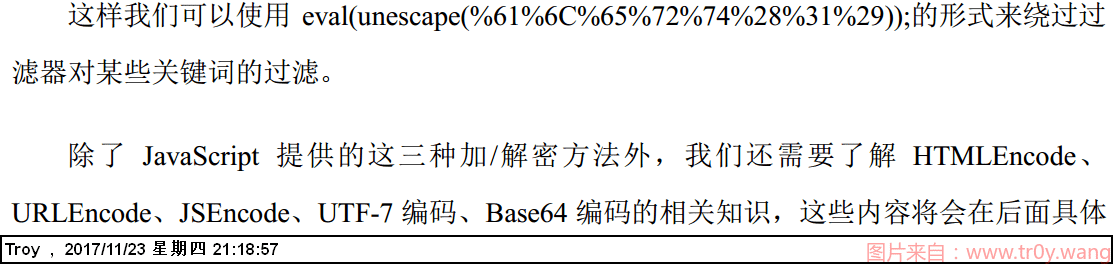 这样我们可以使用 eval(unescape(%61%6C%65%72%74%28%31%29));的形式来绕过过
滤器对某些关键词的过滤。
除了 JavaScript 提供的这三种加/解密方法外，我们还需要了解 HTMLEncode、
URLEncode、JSEncode、UTF-7 编码、Base64 编码的相关知识，这些内容将会在后面具体
Troy , 2017/11/23 星期四 21:18:57
图片来自：www.tr0y.wang